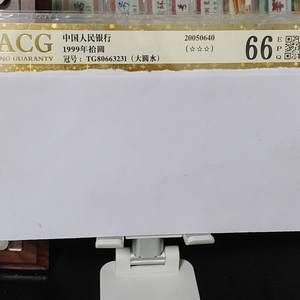 ACG
NG GUARANTY
中国人民银行
1999年拾圆
冠号：TG80663231（大圆水）
20050640
（☆☆☆）
66 EPQ